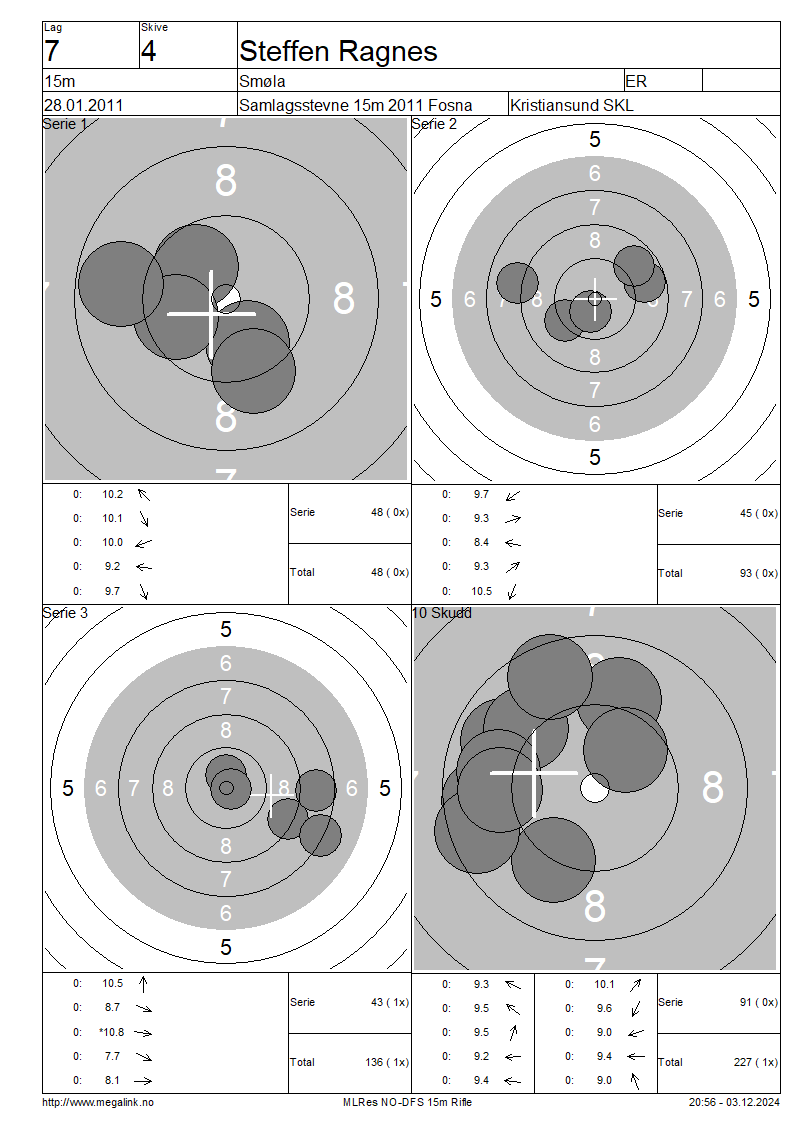 Lag Skive
7 4 Steffen Ragnes
15m Smøla ER
28.01.2011 Samlagsstevne 15m 2011 Fosna Kristiansund SKL
Serie 1
7
8
7 8
8
7
Serie 2
5
6
7
8
5 6 7 8 8 7 6 5
8
7
6
5
0: 10.2
0: 10.1
0: 10.0
0: 9.2
0: 9.7
Serie 48 ( 0x)
Total 48 ( 0x)
0: 9.7
0: 9.3
0: 8.4
0: 9.3
0: 10.5
Serie 45 ( 0x)
Total 93 ( 0x)
Serie 3
5
6
7
8
5 6 7 8 8 6 5
8
7
6
5
10 Skudd
7
8
7 8
8
7
0: 10.5
0: 8.7
0: *10.8
0: 7.7
0: 8.1
Serie 43 ( 1x)
Total 136 ( 1x)
0: 9.3
0: 9.5
0: 9.5
0: 9.2
0: 9.4
0: 10.1
0: 9.6
0: 9.0
0: 9.4
0: 9.0
Serie 91 ( 0x)
Total 227 ( 1x)
http://www.megalink.no MLRes NO-DFS 15m Rifle 20:56 - 03.12.2024